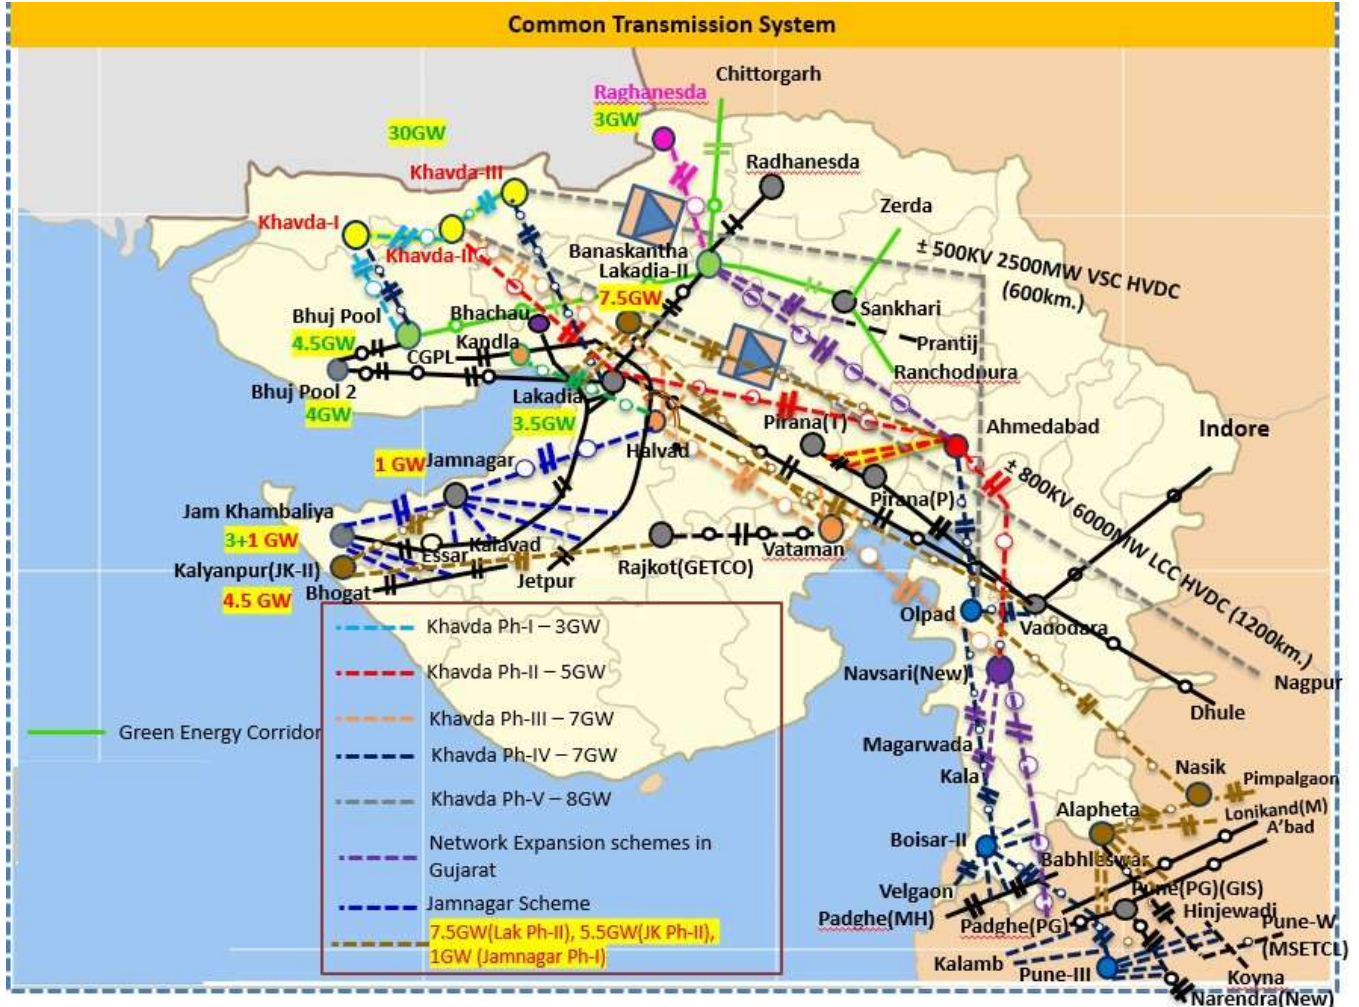 Common Transmission System
Chittorgarh
Raghanesda
3GW
30GW
Radhanesda
Khavda-III
Zerda
Khavda-I
Khavda-II
Banaskantha
± 500KV 2500MW VSC HVDC
(600km.)
Lakadia-II
7.5GW
Bhuj Pool
4.5GW
Bhachau
Sankhari
Kandla
CGPL
Prantij
Ranchodpura
Bhuj Pool 2
4GW
Lakadia
3.5GW
Pirana(T)
Ahmedabad
Indore
Halvad
1 GW
Jamnagar
± 800KV 6000MW LCC HVDC (1200km.)
Pirana(P)
Jam Khambaliya
3+1 GW
Essar
Kalavad
Vataman
Kalyanpur(JK-II)
4.5 GW
Bhogat
Jetpur
Rajkot(GETCO)
Olpad
Vadodara
Khavda Ph-I – 3GW
Khavda Ph-II – 5GW
Navsari(New)
Nagpur
Dhule
Khavda Ph-III – 7GW
Green Energy Corridor
Khavda Ph-IV – 7GW
Magarwada
Kala
Nasik
Pimpalgaon
Khavda Ph-V – 8GW
Alapheta
Lonikand(M)
A'bad
Network Expansion schemes in
Gujarat
Boisar-II
Babhleswar
Velgaon
Pune(PG)(GIS)
Jamnagar Scheme
Hinjewadi
Padghe(MH)
Padghe(PG)
Pune-W
(MSETCL)
7.5GW(Lak Ph-II), 5.5GW(JK Ph-II),
1GW (Jamnagar Ph-I)
Kalamb
Pune-III
Koyna
Narendra(New)